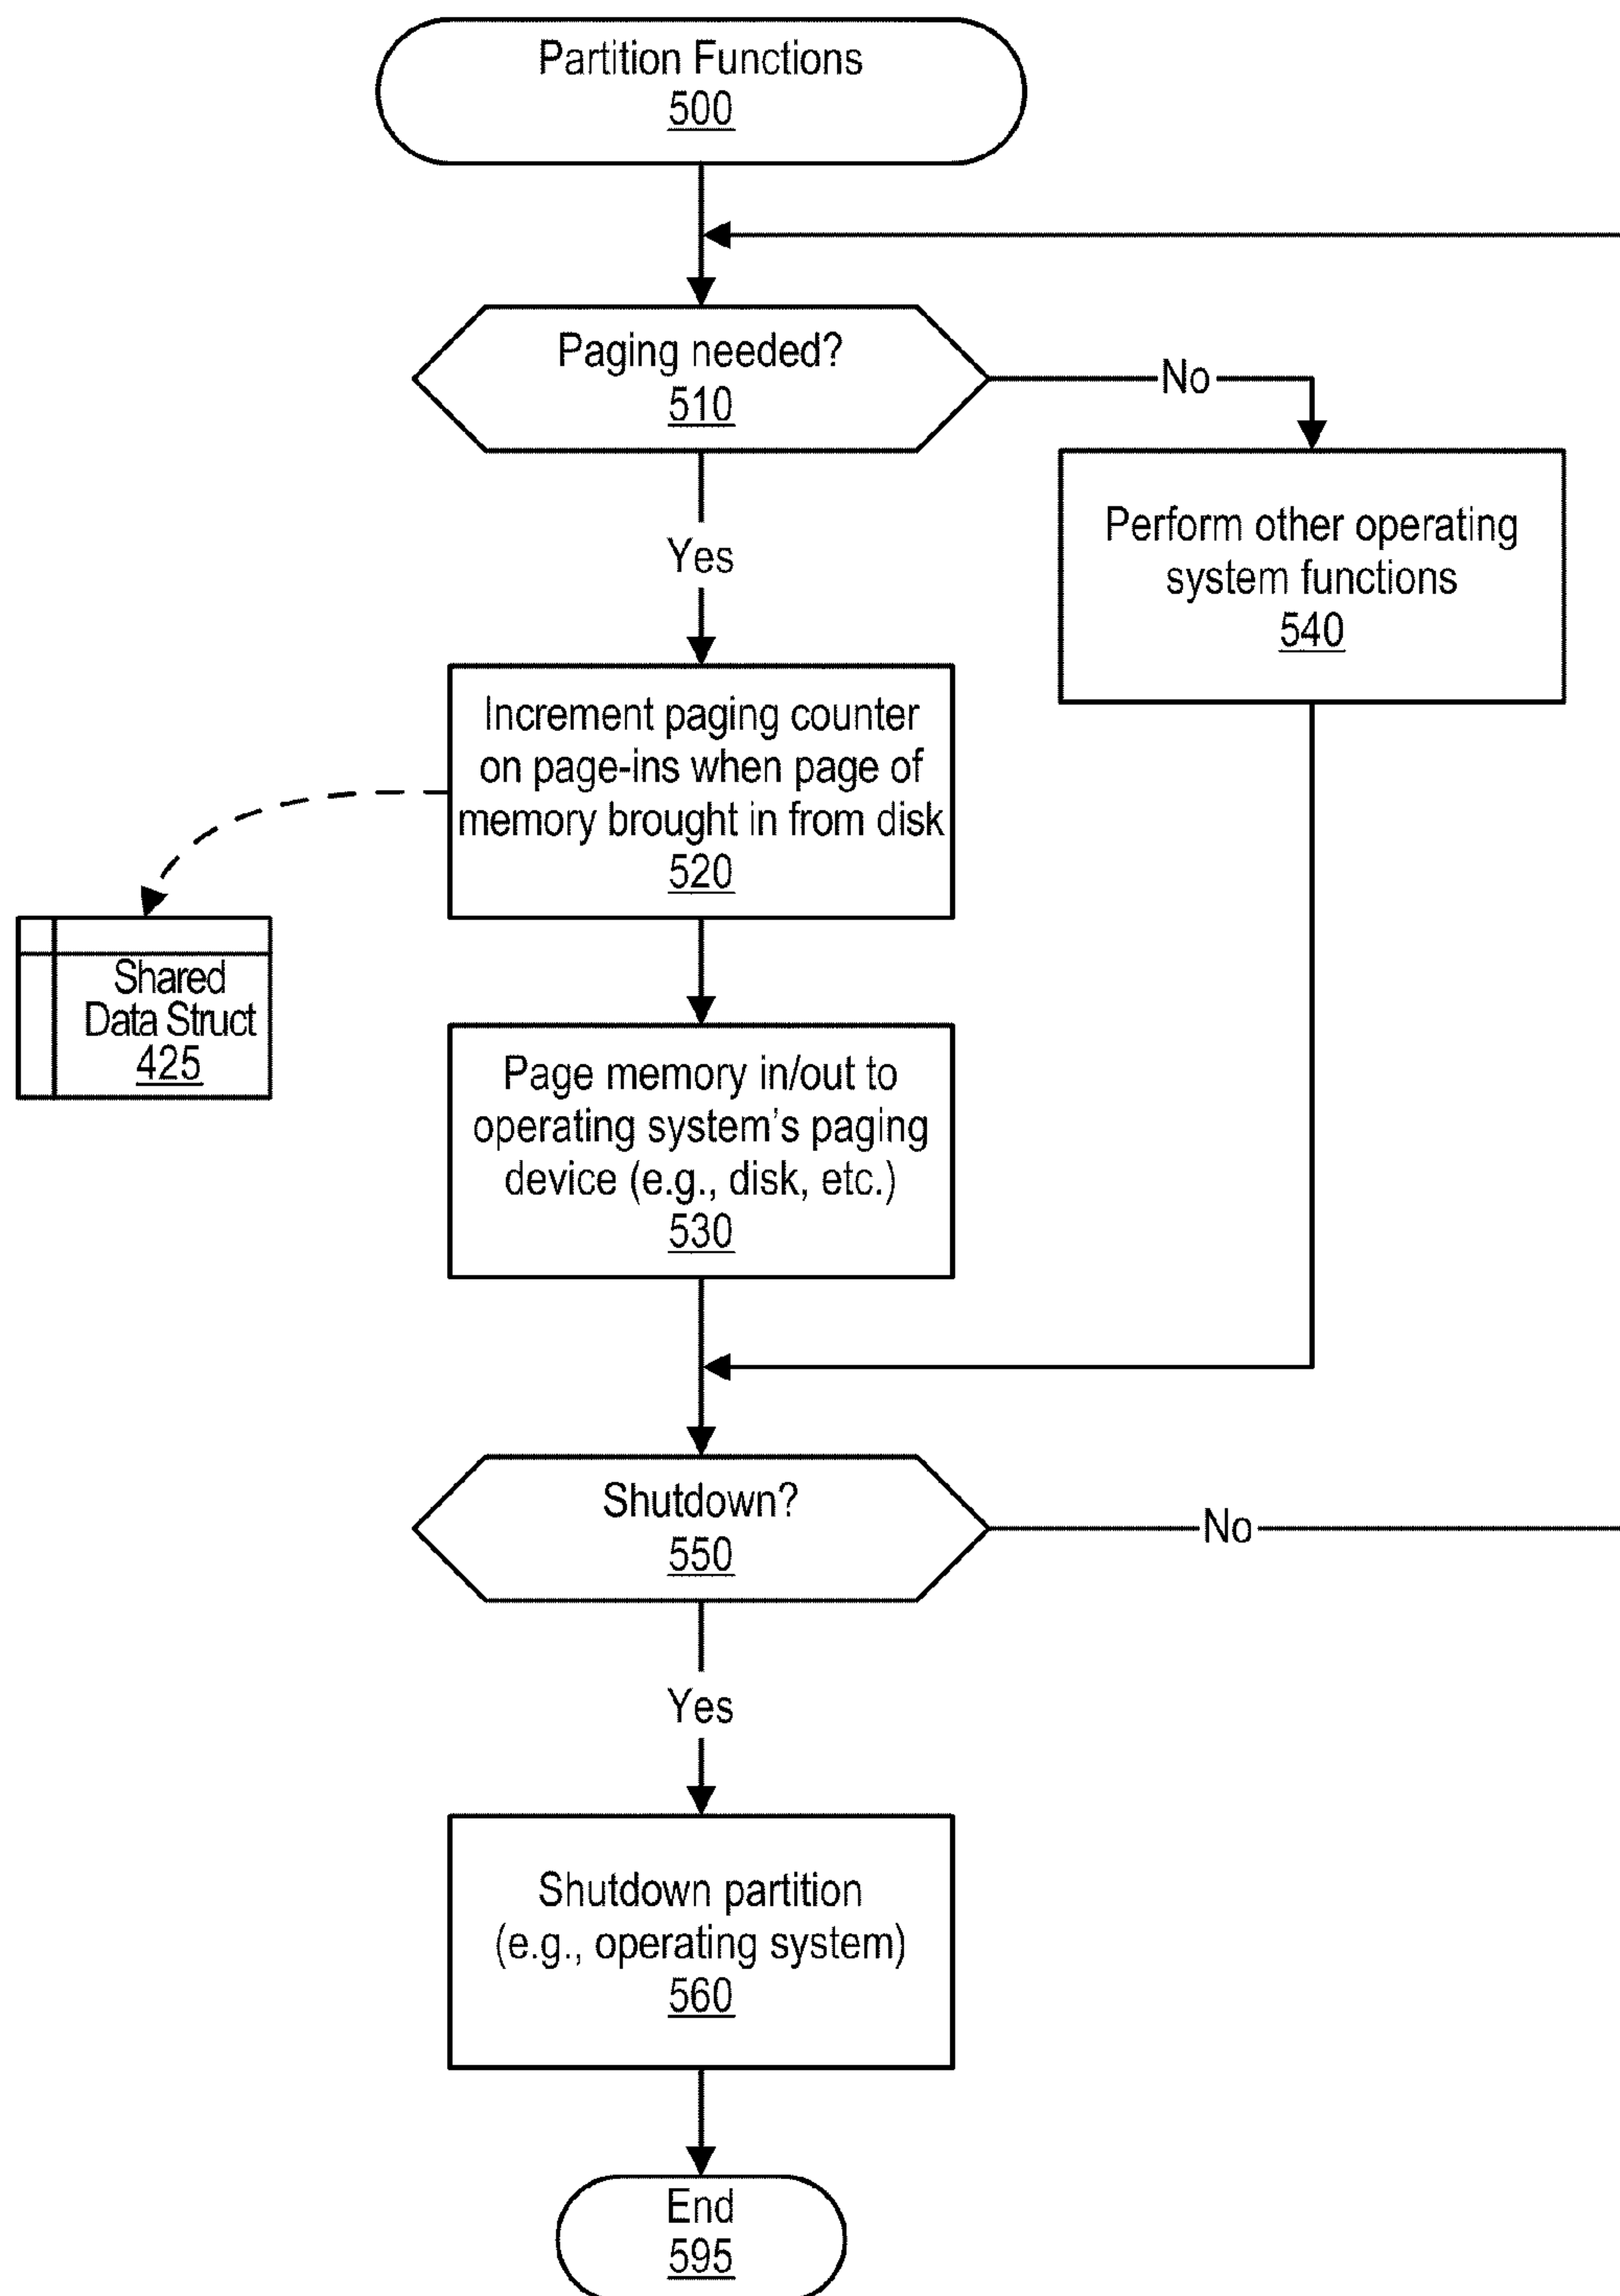 Partition Functions
500
Paging needed?
510
No
Perform other operating
system functions
540
Yes
Increment paging counter
on page-ins when page of
memory brought in from disk
520
Shared
Data Struct
425
Page memory in/out to
operating system's paging
device (e.g., disk, etc.)
530
Shutdown?
550
No
Yes
Shutdown partition
(e.g., operating system)
560
End
595